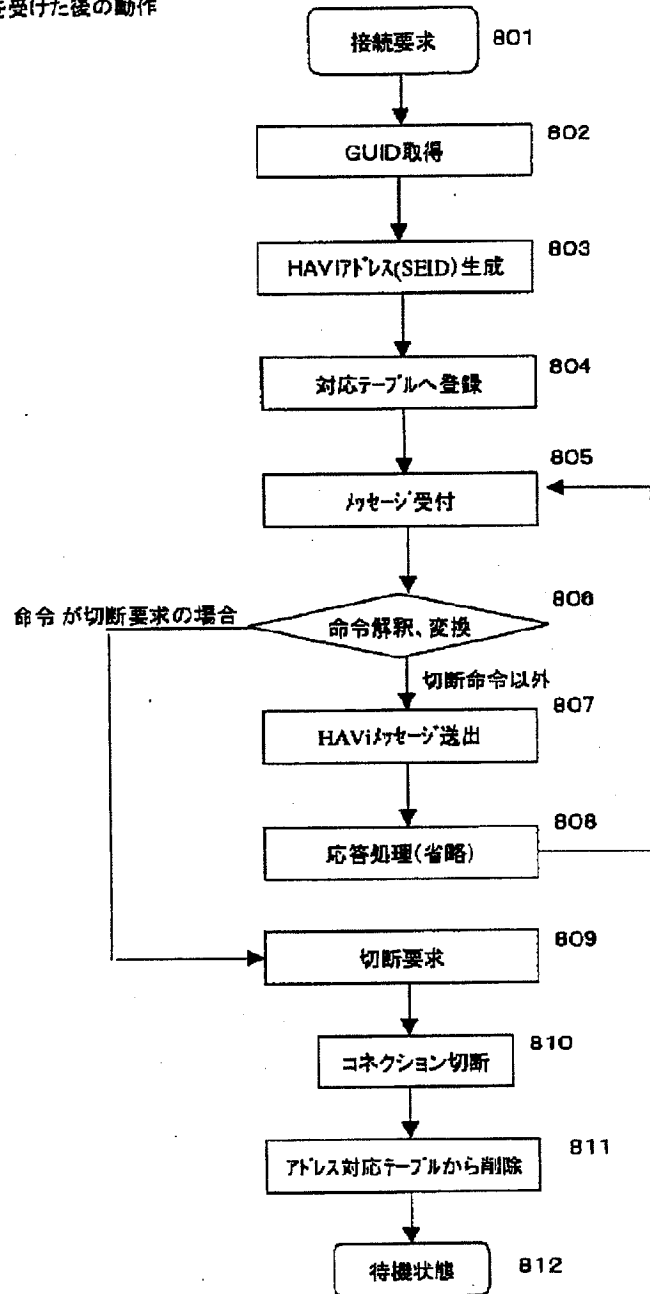 を受けた後の動作
接続要求 801
GUID取得 802
HAVIｱﾄﾞﾚｽ(SEID)生成 803
対応ﾃｰﾌﾞﾙへ登録 804
ﾒｯｾｰｼﾞ受付 805
命令解釈、変換 806
命令が切断要求の場合
切断命令以外
HAViﾒｯｾｰｼﾞ送出 807
応答処理(省略) 808
切断要求 809
コネクション切断 810
ｱﾄﾞﾚｽ対応ﾃｰﾌﾞﾙから削除 811
待機状態 812